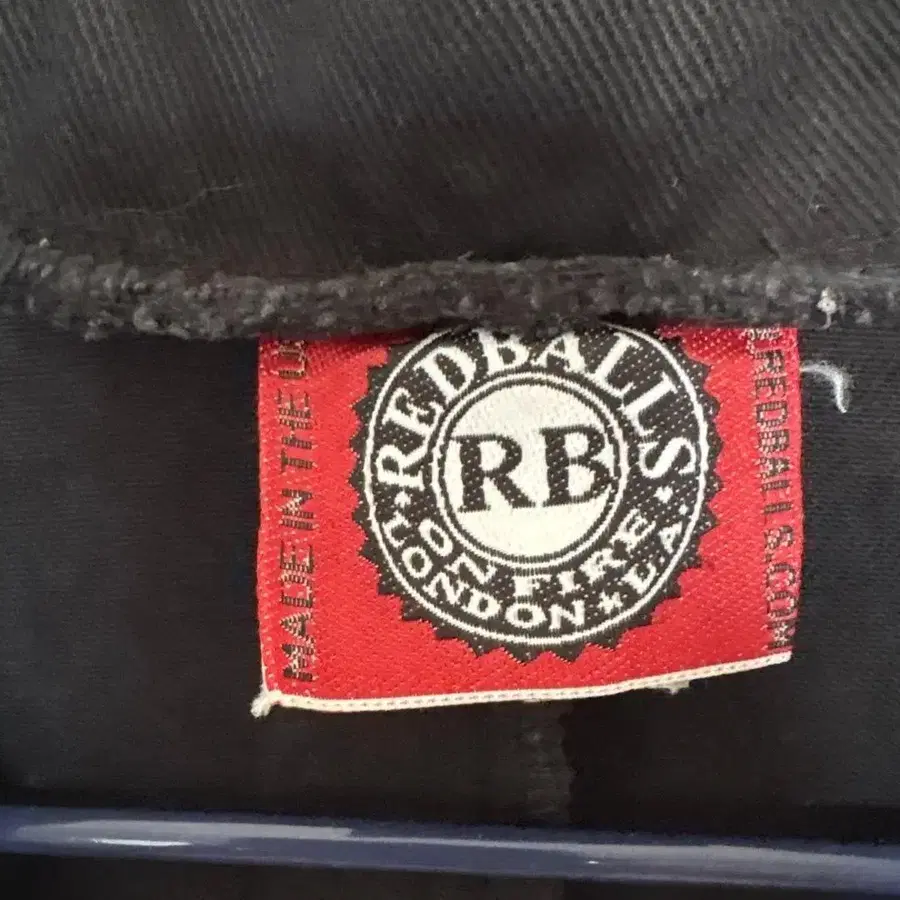 REDBALLS
RB
ON FIRE
LONDON * L.A.
MADE IN THE
REDBALLS.COM